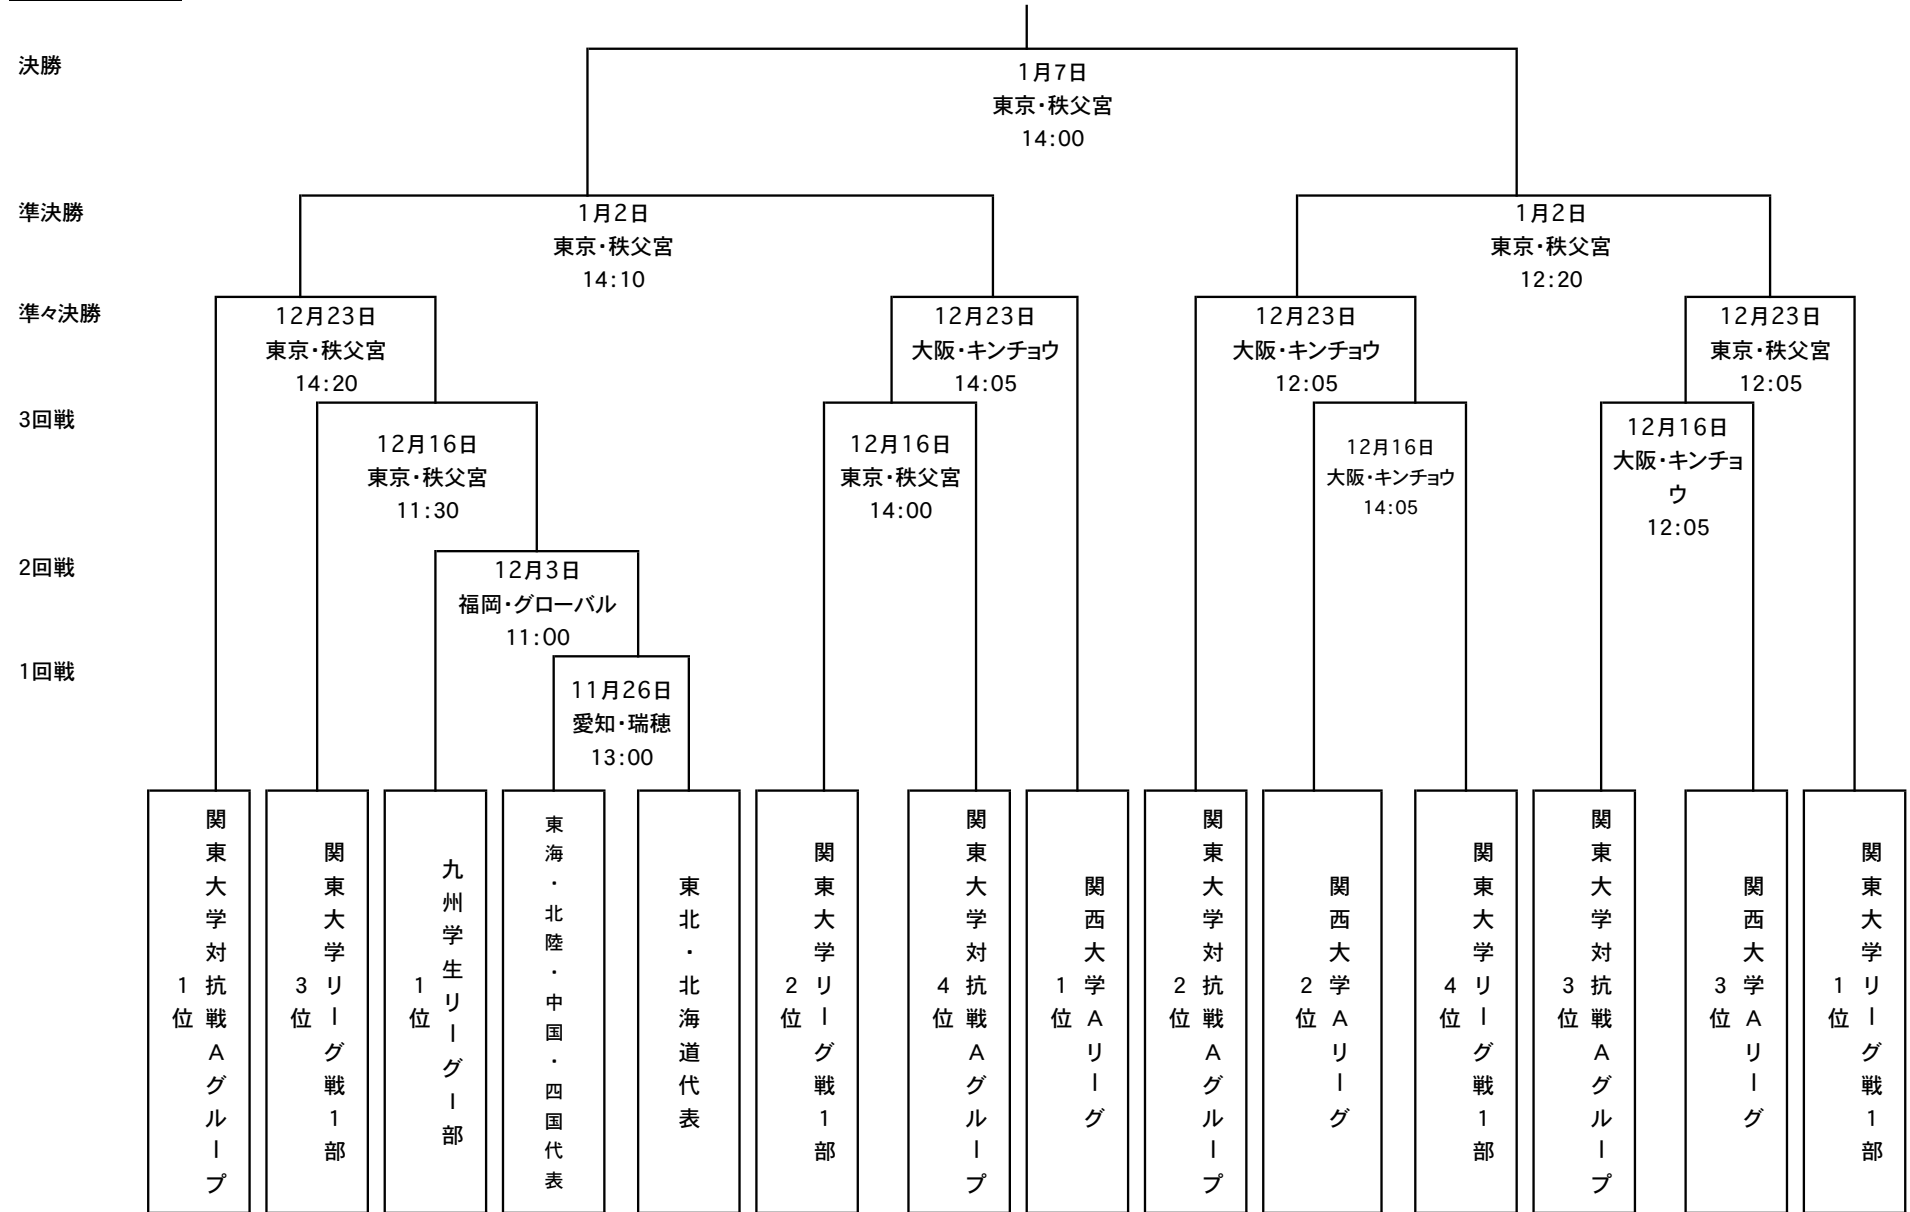 決勝
1月7日
東京・秩父宮
14:00
準決勝
1月2日
東京・秩父宮
14:10
1月2日
東京・秩父宮
12:20
準々決勝
12月23日
東京・秩父宮
14:20
12月23日
大阪・キンチョウ
14:05
12月23日
大阪・キンチョウ
12:05
12月23日
東京・秩父宮
12:05
3回戦
12月16日
東京・秩父宮
11:30
12月16日
東京・秩父宮
14:00
12月16日
大阪・キンチョウ
14:05
12月16日
大阪・キンチョ
ウ
12:05
2回戦
12月3日
福岡・グローバル
11:00
1回戦
11月26日
愛知・瑞穂
13:00
関東大学対抗戦Aグループ
1位
関東大学リーグ戦1部
3位
九州学生リーグー部
1位
東海・北陸・中国・四国代表
東北・北海道代表
関東大学リーグ戦1部
2位
関東大学対抗戦Aグループ
4位
関西大学Aリーグ
1位
関東大学対抗戦Aグループ
2位
関西大学Aリーグ
2位
関東大学リーグ戦1部
4位
関東大学対抗戦Aグループ
3位
関西大学Aリーグ
3位
関東大学リーグ戦1部
1位